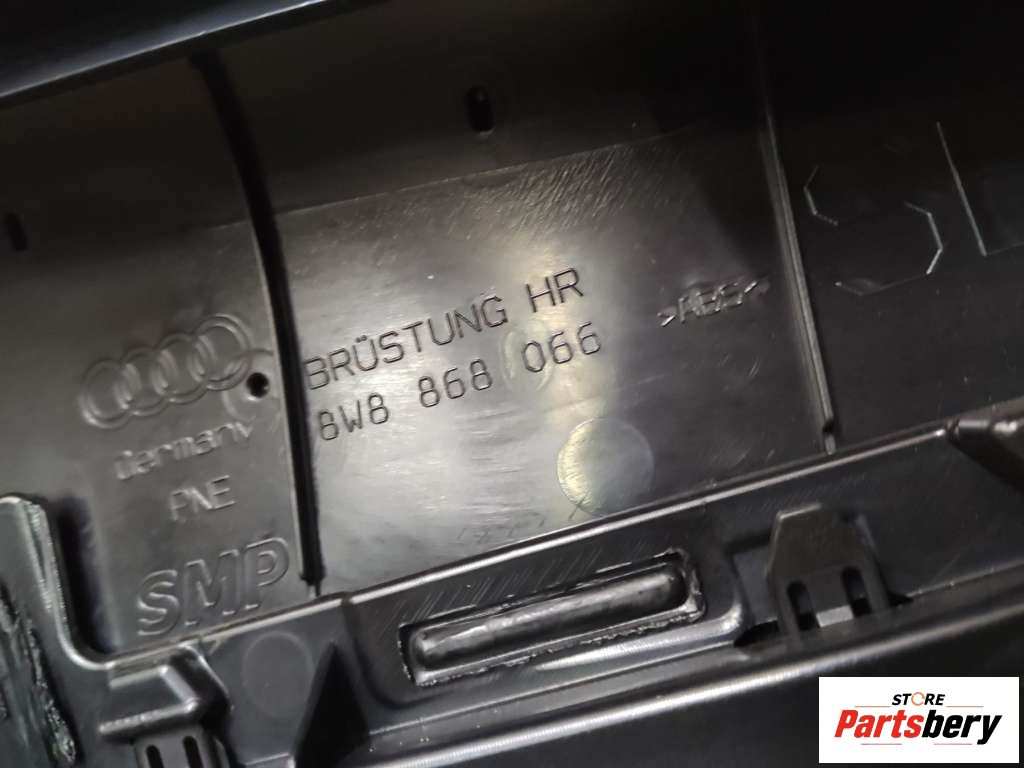 BRÜSTUNG HR
8W8 868 066
>ABS<
Germany
PNE
SMP
STORE
Partsbery